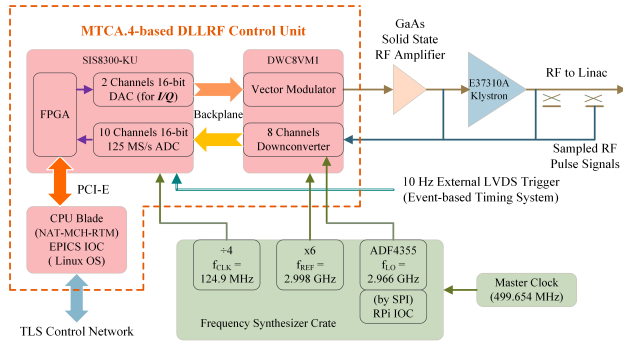 MTCA.4-based DLLRF Control Unit
GaAs
Solid State
RF Amplifier
SIS8300-KU
DWC8VM1
FPGA
2 Channels 16-bit
DAC (for I/Q)
Vector Modulator
E37310A
Klystron
RF to Linac
Backplane
10 Channels 16-bit
125 MS/s ADC
8 Channels
Downconverter
Sampled RF
Pulse Signals
PCI-E
10 Hz External LVDS Trigger
(Event-based Timing System)
CPU Blade
(NAT-MCH-RTM)
EPICS IOC
( Linux OS)
TLS Control Network
÷4
fCLK =
124.9 MHz
x6
fREF =
2.998 GHz
ADF4355
fLO =
2.966 GHz
(by SPI)
RPi IOC
Frequency Synthesizer Crate
Master Clock
(499.654 MHz)